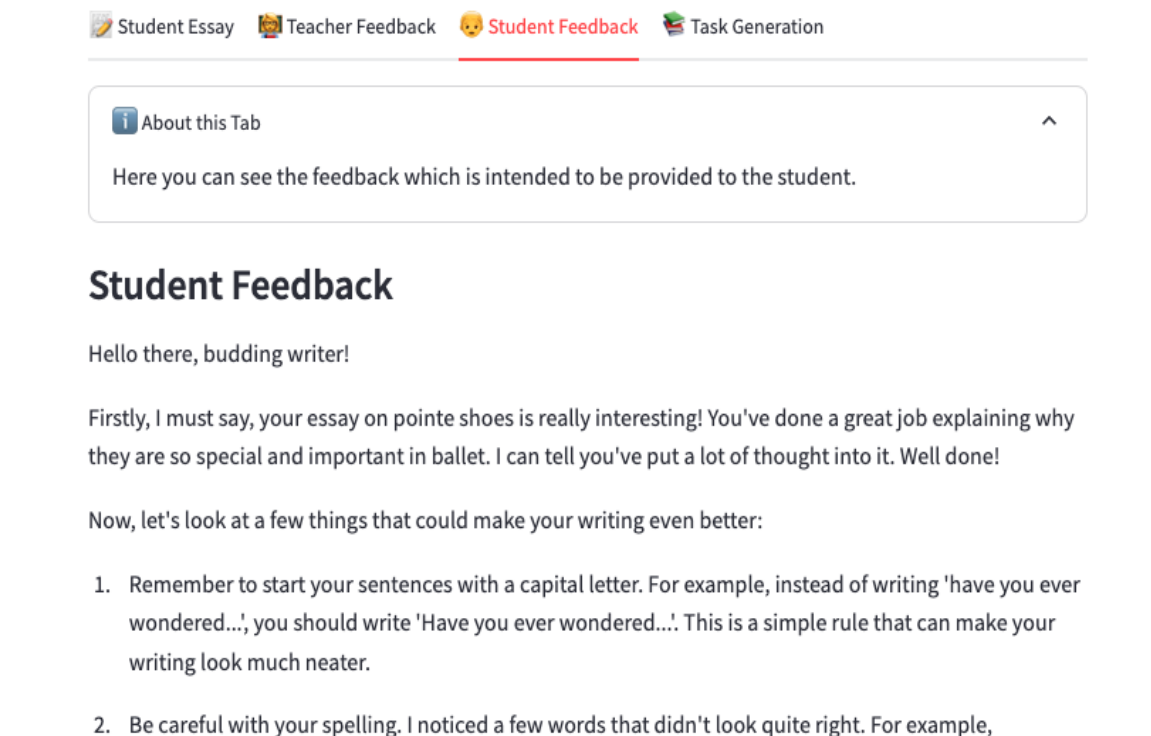 Student Essay Teacher Feedback Student Feedback Task Generation
About this Tab
Here you can see the feedback which is intended to be provided to the student.
Student Feedback
Hello there, budding writer!
Firstly, I must say, your essay on pointe shoes is really interesting! You've done a great job explaining why
they are so special and important in ballet. I can tell you've put a lot of thought into it. Well done!
Now, let's look at a few things that could make your writing even better:
1. Remember to start your sentences with a capital letter. For example, instead of writing 'have you ever
wondered...', you should write 'Have you ever wondered...'. This is a simple rule that can make your
writing look much neater.
2. Be careful with your spelling. I noticed a few words that didn't look quite right. For example,